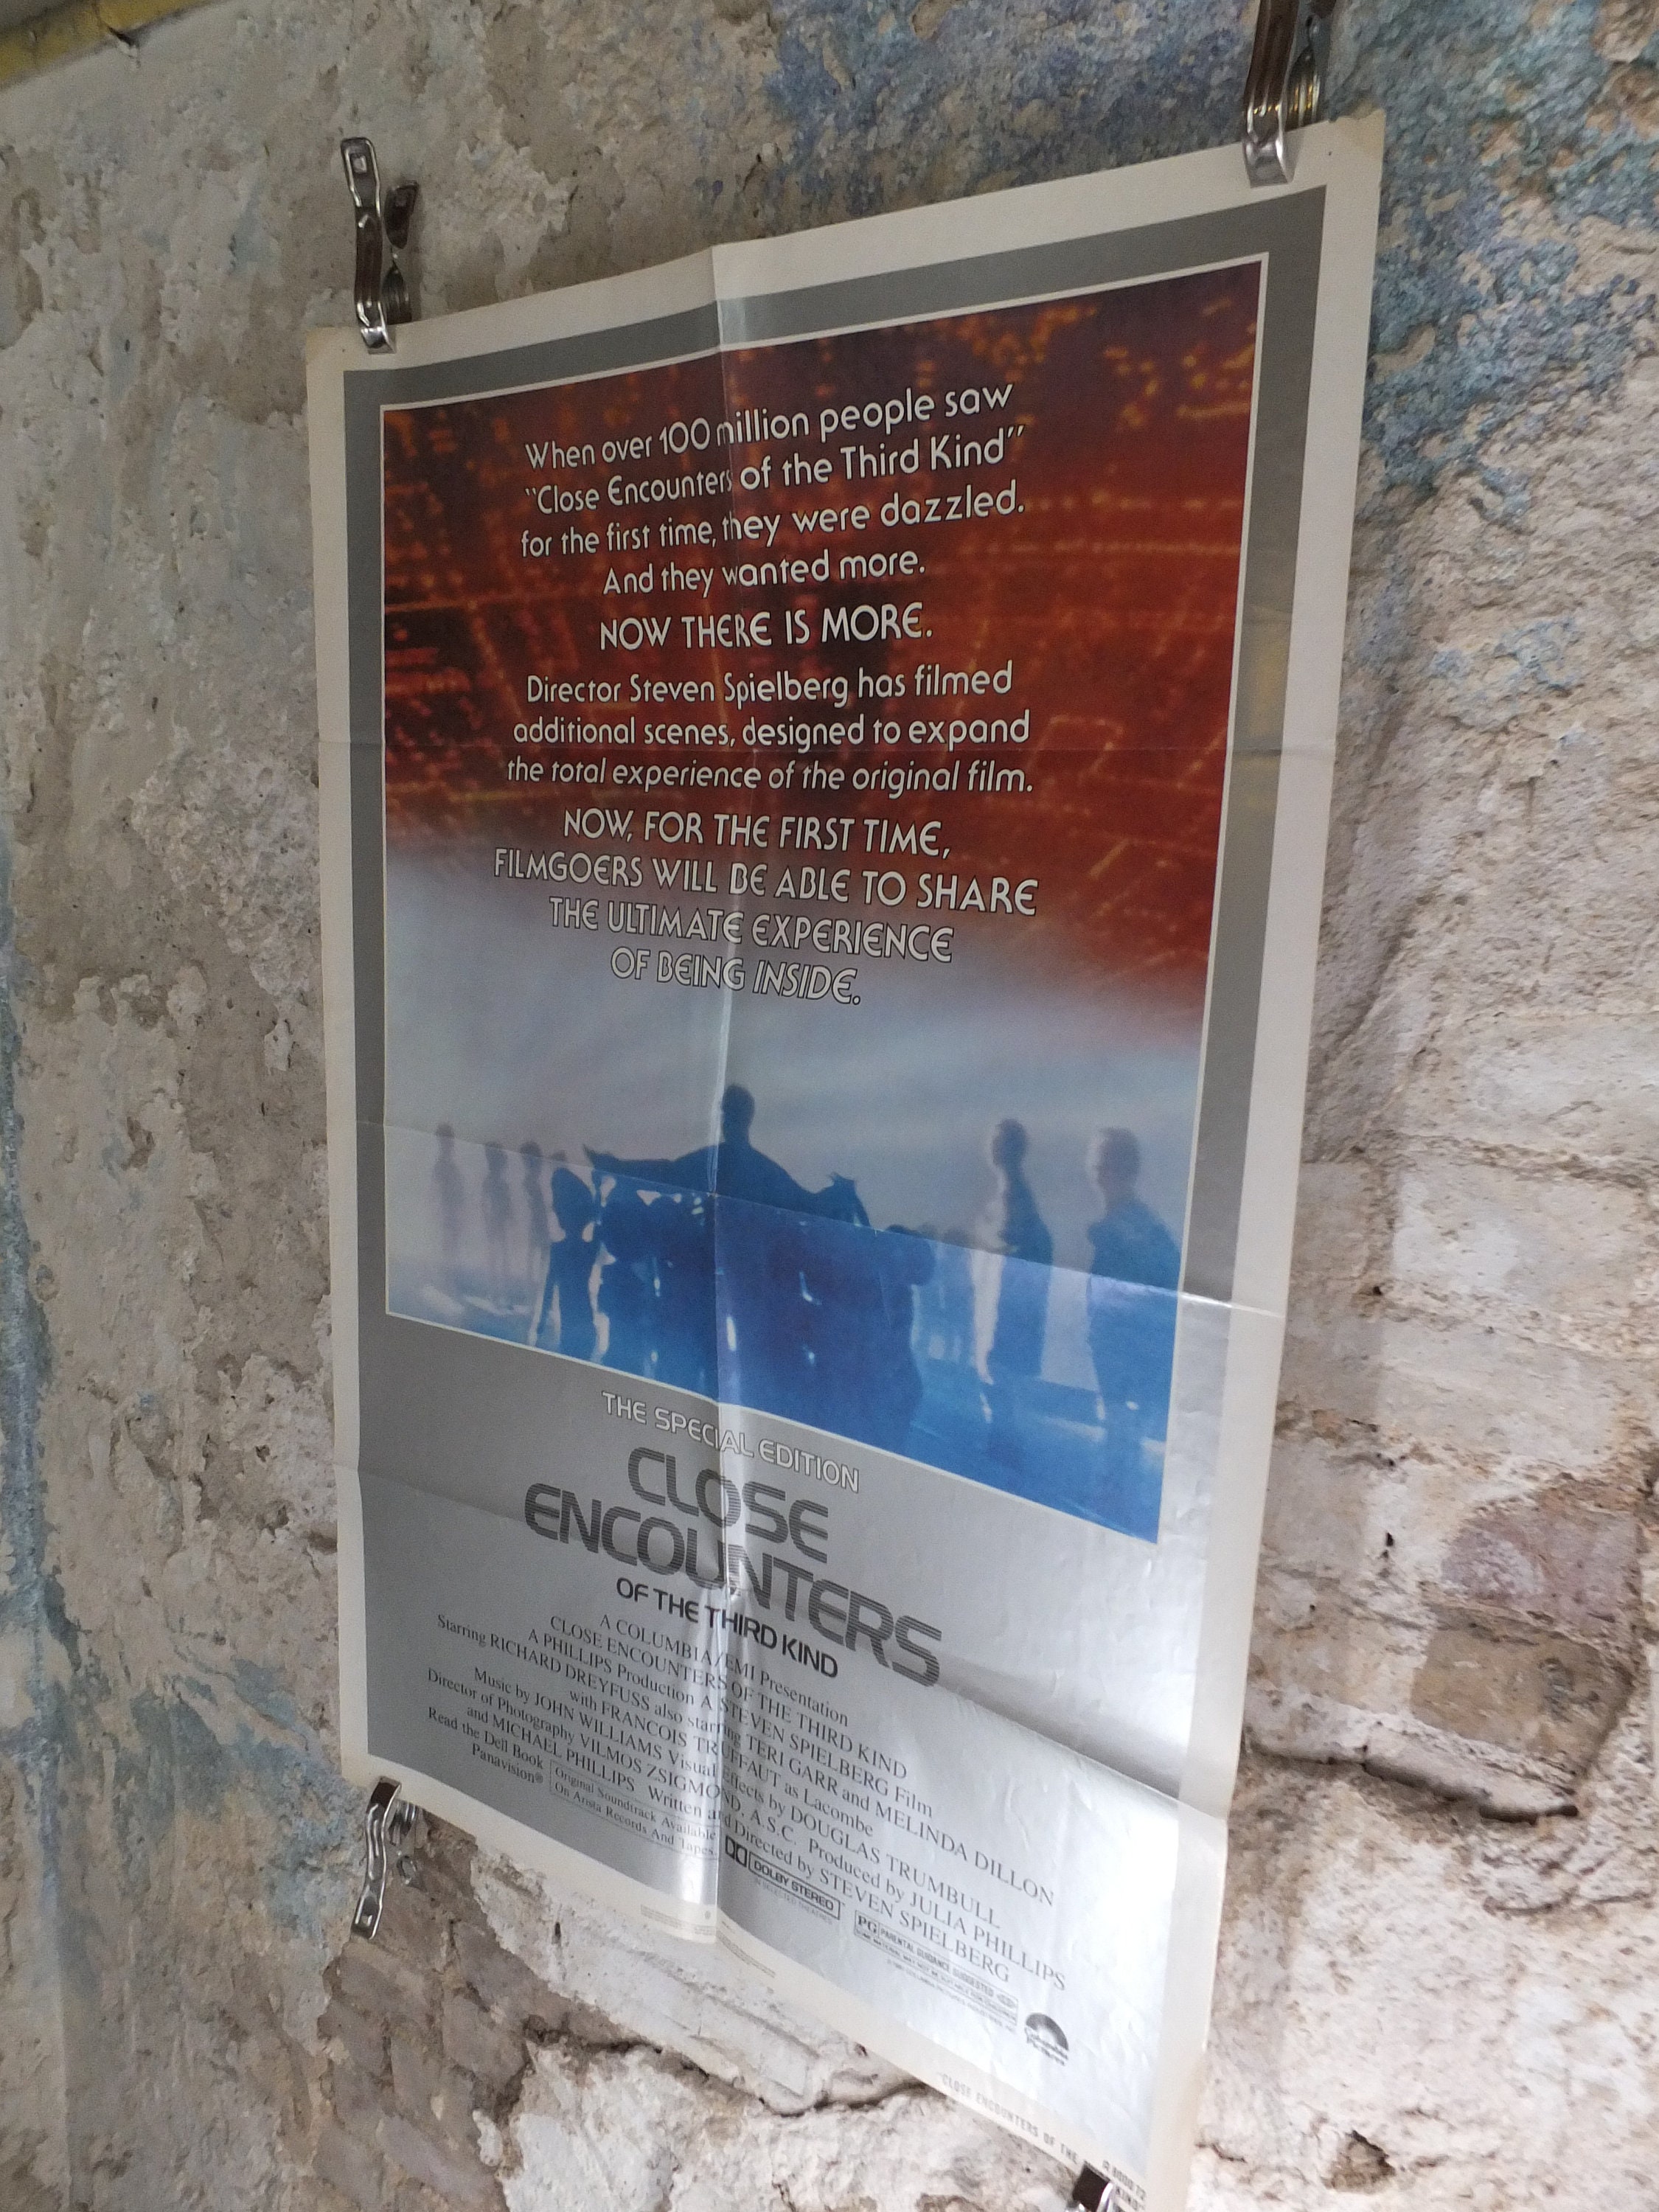 When over 100 million people saw
"Close Encounters of the Third Kind"
for the first time, they were dazzled.
And they wanted more.
NOW THERE IS MORE.
Director Steven Spielberg has filmed
additional scenes, designed to expand
the total experience of the original film.
NOW, FOR THE FIRST TIME,
FILMGOERS WILL BE ABLE TO SHARE
THE ULTIMATE EXPERIENCE
OF BEING INSIDE.
THE SPECIAL EDITION
CLOSE
ENCOUNTERS
OF THE THIRD KIND
A COLUMBIA/EMI Presentation
CLOSE ENCOUNTERS OF THE THIRD KIND
A PHILLIPS Production A STEVEN SPIELBERG Film
Starring RICHARD DREYFUSS also starring TERI GARR and MELINDA DILLON
with FRANCOIS TRUFFAUT as Lacombe
Music by JOHN WILLIAMS Visual Effects by DOUGLAS TRUMBULL
Director of Photography VILMOS ZSIGMOND, A.S.C. Produced by JULIA PHILLIPS
and MICHAEL PHILLIPS Written and Directed by STEVEN SPIELBERG
Read the Dell Book
Panavision®
Original Soundtrack Available
On Arista Records And Tapes.
DOLBY STEREO
IN SELECTED THEATRES
PG PARENTAL GUIDANCE SUGGESTED
Columbia
Pictures
"CLOSE ENCOUNTERS OF THE